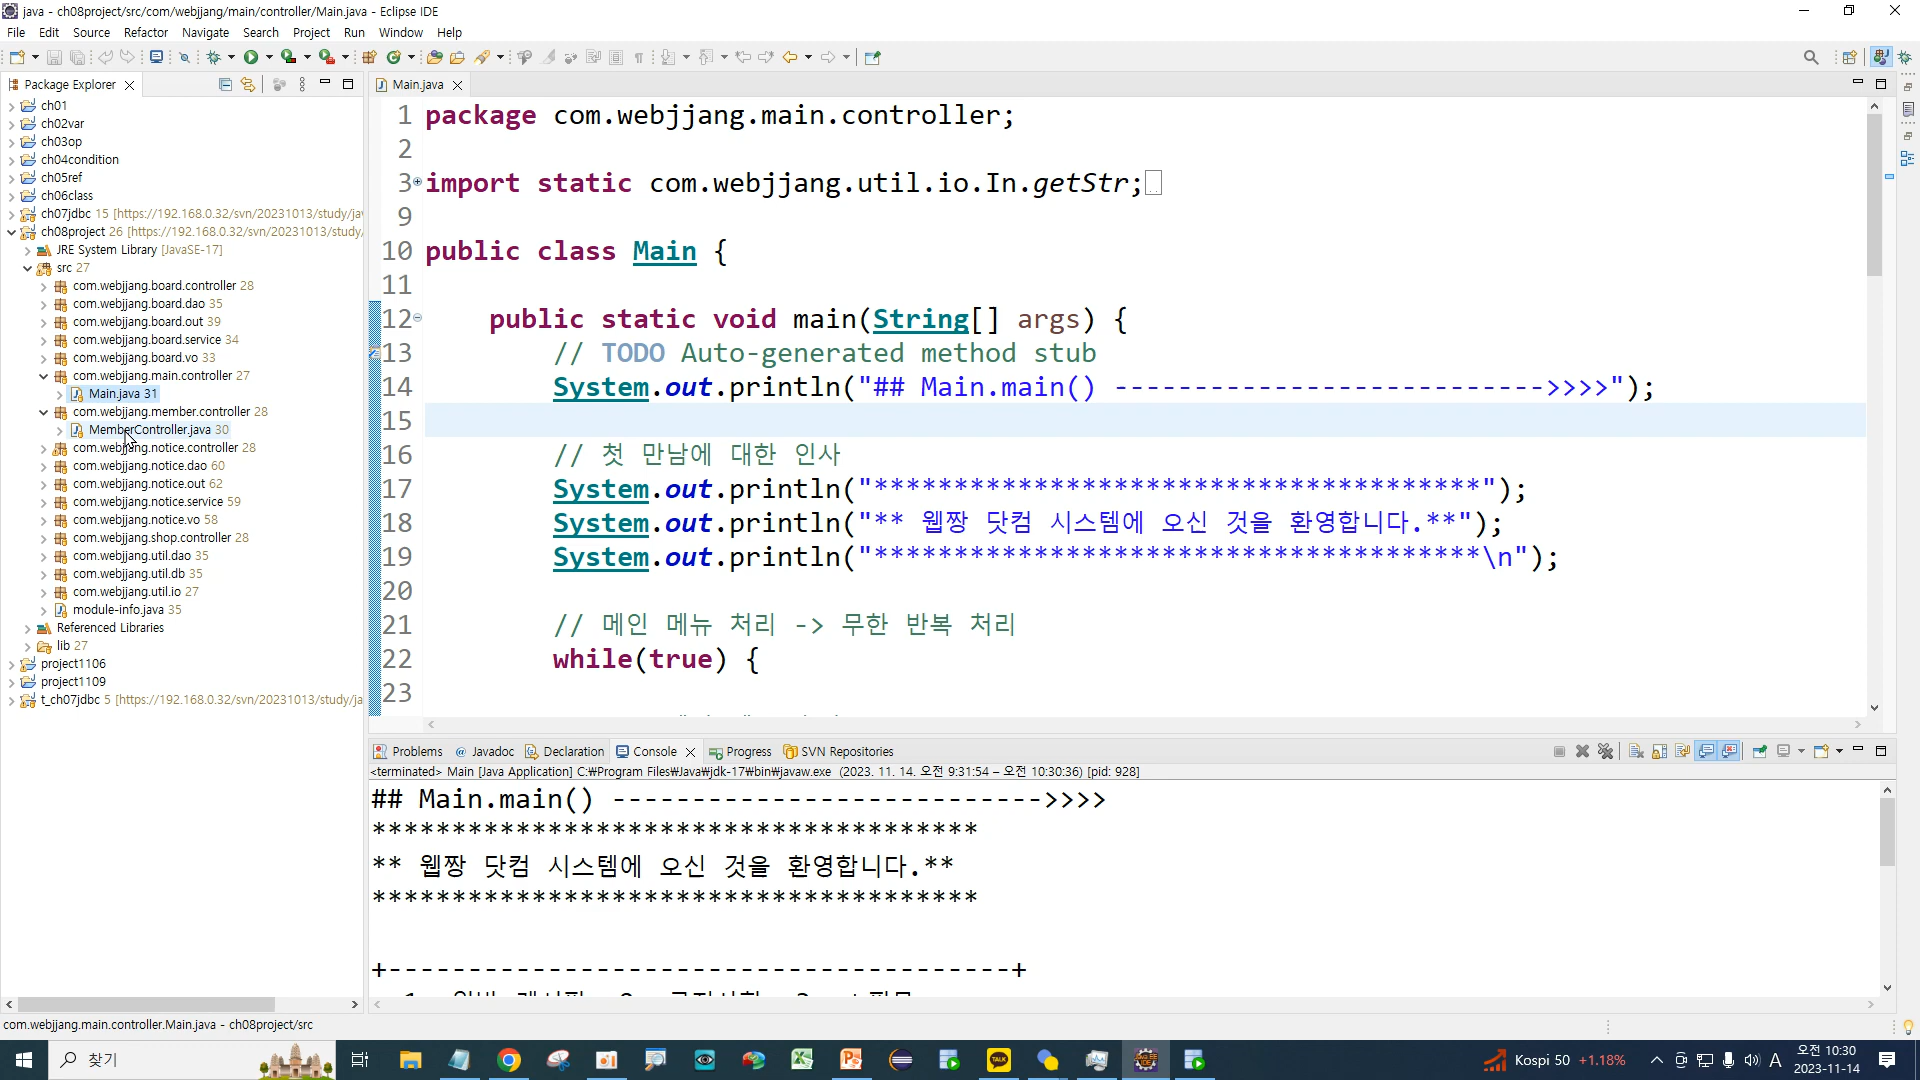 java - ch08project/src/com/webjjang/main/controller/Main.java - Eclipse IDE
File Edit Source Refactor Navigate Search Project Run Window Help
Package Explorer
ch01
ch02var
ch03op
ch04condition
ch05ref
ch06class
ch07jdbc 15 [https://192.168.0.32/svn/20231013/study/ja
ch08project 26 [https://192.168.0.32/svn/20231013/study,
JRE System Library [JavaSE-17]
src 27
com.webjjang.board.controller 28
com.webjjang.board.dao 35
com.webjjang.board.out 39
com.webjjang.board.service 34
com.webjjang.board.vo 33
com.webjjang.main.controller 27
Main.java 31
com.webjjang.member.controller 28
MemberController.java 30
com.webjjang.notice.controller 28
com.webjjang.notice.dao 60
com.webjjang.notice.out 62
com.webjjang.notice.service 59
com.webjjang.notice.vo 58
com.webjjang.shop.controller 28
com.webjjang.util.dao 35
com.webjjang.util.db 35
com.webjjang.util.io 27
module-info.java 35
Referenced Libraries
lib 27
project1106
project1109
t_ch07jdbc 5 [https://192.168.0.32/svn/20231013/study/ja
Main.java
1 package com.webjjang.main.controller;
2
3 import static com.webjjang.util.io.In.getStr;
9
10 public class Main {
11
12 public static void main(String[] args) {
13 // TODO Auto-generated method stub
14 System.out.println("## Main.main() --------------------------->>>>");
15
16 // 첫 만남에 대한 인사
17 System.out.println("**************************************");
18 System.out.println("** 웹짱 닷컴 시스템에 오신 것을 환영합니다.**");
19 System.out.println("**************************************\n");
20
21 // 메인 메뉴 처리 -> 무한 반복 처리
22 while(true) {
23
Problems Javadoc Declaration Console Progress SVN Repositories
<terminated> Main [Java Application] C:₩Program Files₩Java₩jdk-17₩bin₩javaw.exe (2023. 11. 14. 오전 9:31:54 – 오전 10:30:36) [pid: 928]
## Main.main() --------------------------->>>>
**************************************
** 웹짱 닷컴 시스템에 오신 것을 환영합니다.**
**************************************
+---------------------------------------+
com.webjjang.main.controller.Main.java - ch08project/src
찾기
Kospi 50 +1.18%
A
오전 10:30
2023-11-14